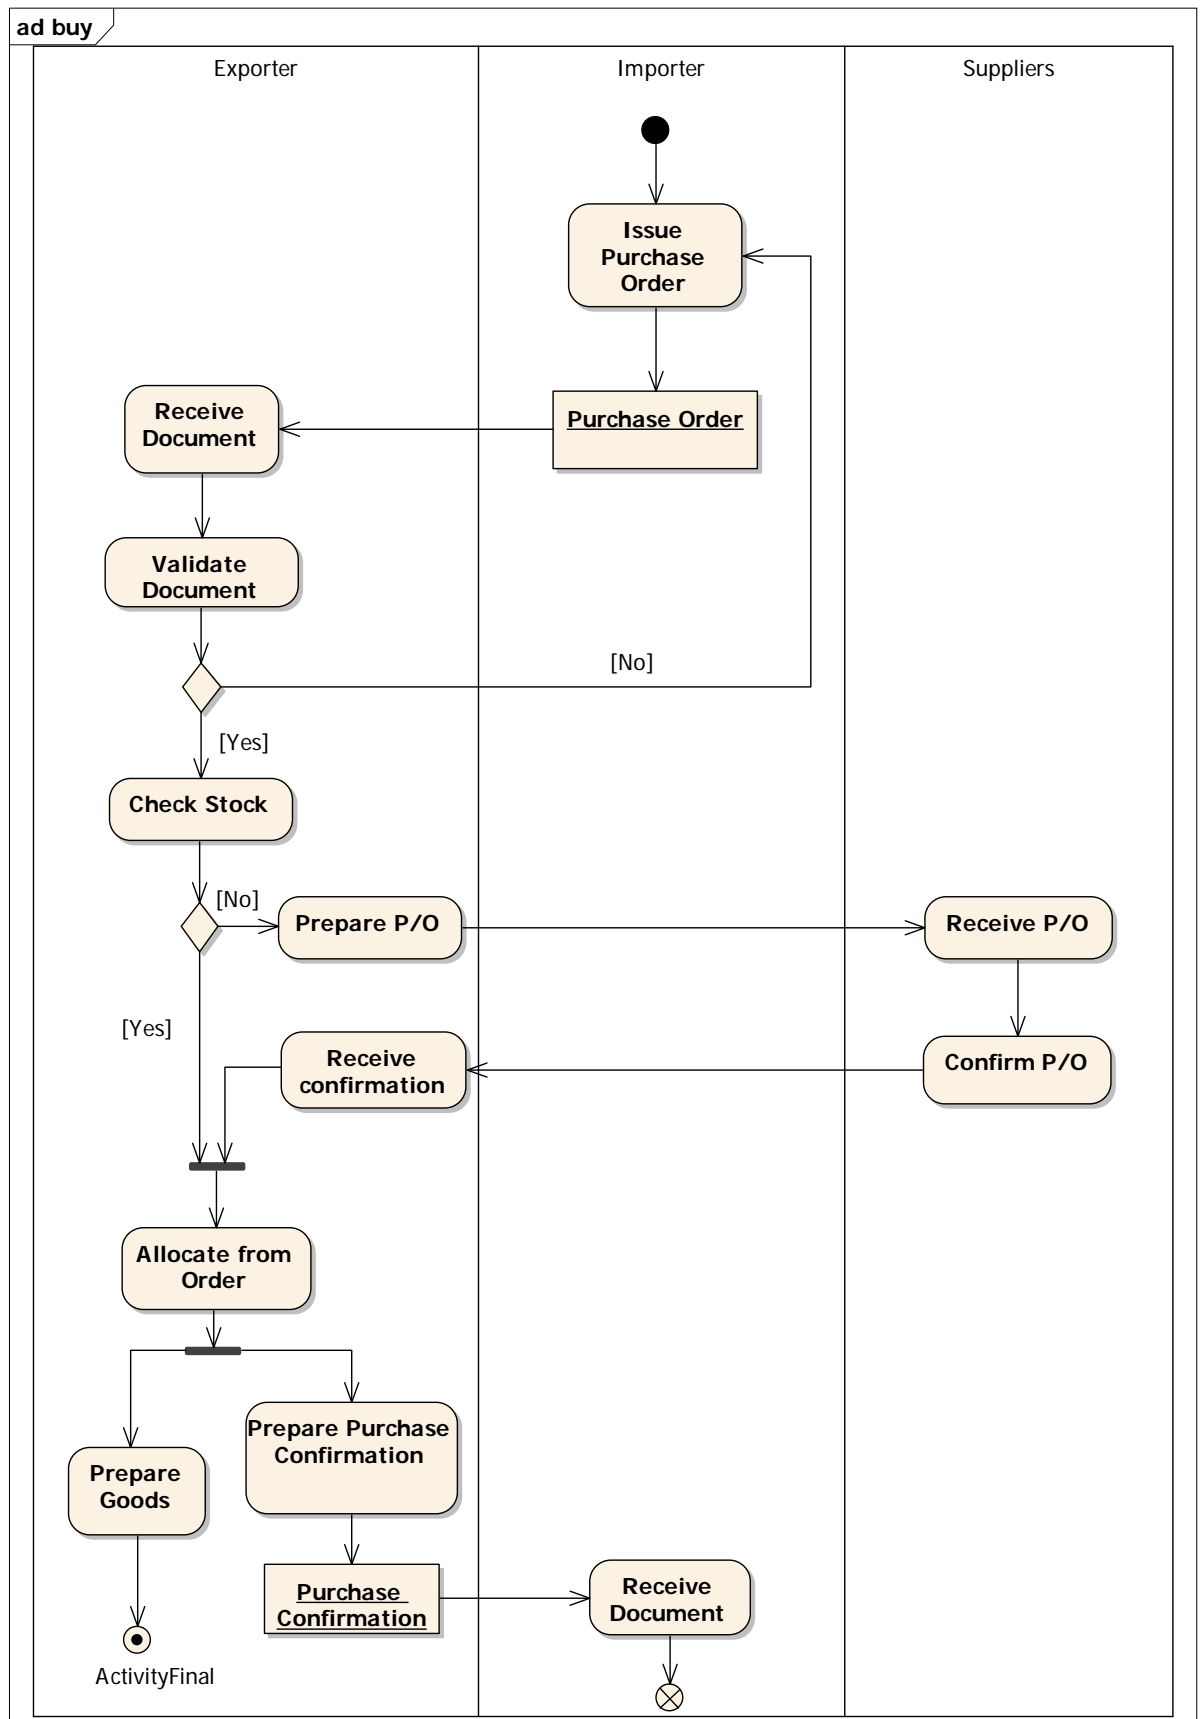 ad buy
Exporter
Importer
Suppliers
Issue
Purchase
Order
Receive
Document
Purchase Order
Validate
Document
[No]
[Yes]
Check Stock
[No]
Prepare P/O
Receive P/O
[Yes]
Receive
confirmation
Confirm P/O
Allocate from
Order
Prepare Purchase
Confirmation
Prepare
Goods
Purchase
Confirmation
Receive
Document
ActivityFinal